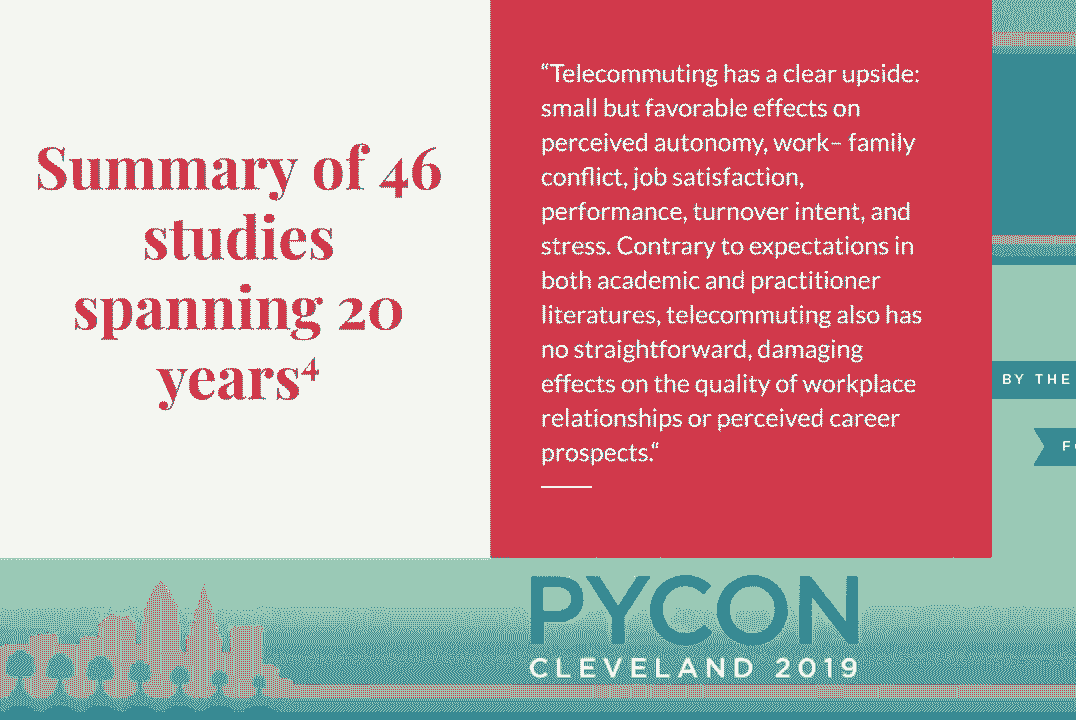 Summary of 46
studies
spanning 20
years⁴
“Telecommuting has a clear upside:
small but favorable effects on
perceived autonomy, work– family
conflict, job satisfaction,
performance, turnover intent, and
stress. Contrary to expectations in
both academic and practitioner
literatures, telecommuting also has
no straightforward, damaging
effects on the quality of workplace
relationships or perceived career
prospects.“
BY THE
PYCON
CLEVELAND 2019